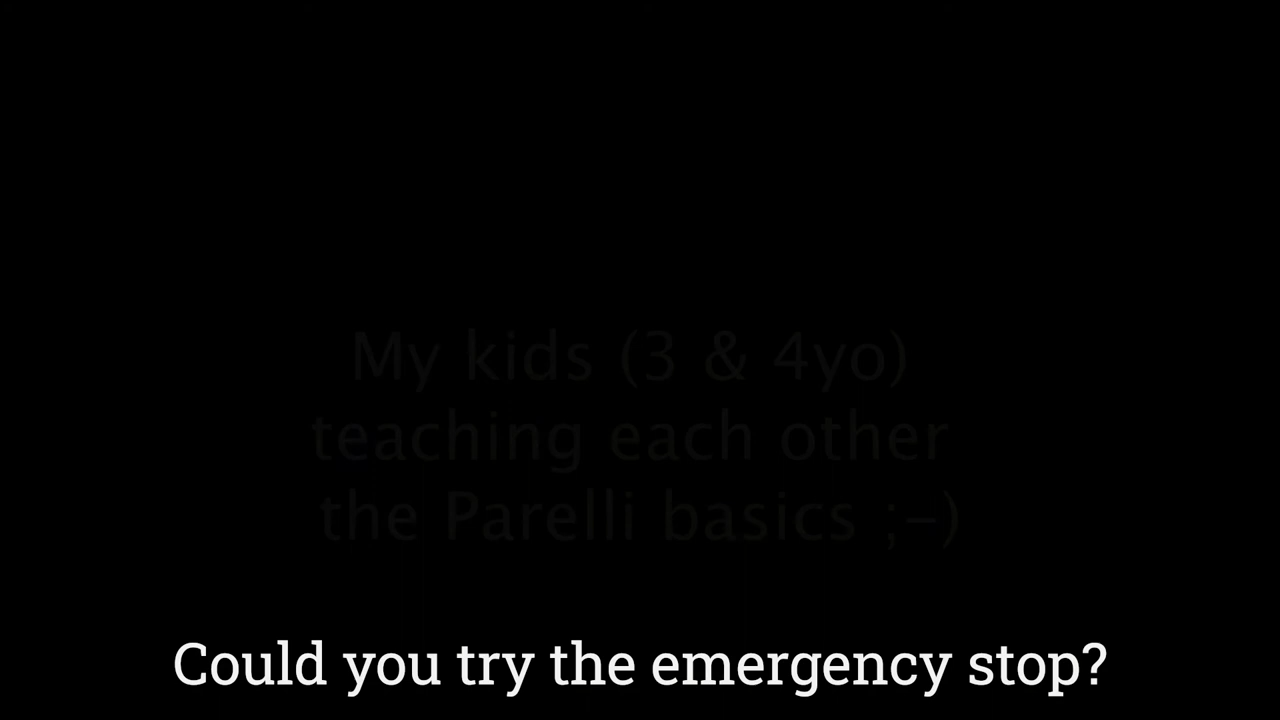 My kids (3 & 4yo)
teaching each other
the Parelli basics ;-)
Could you try the emergency stop?